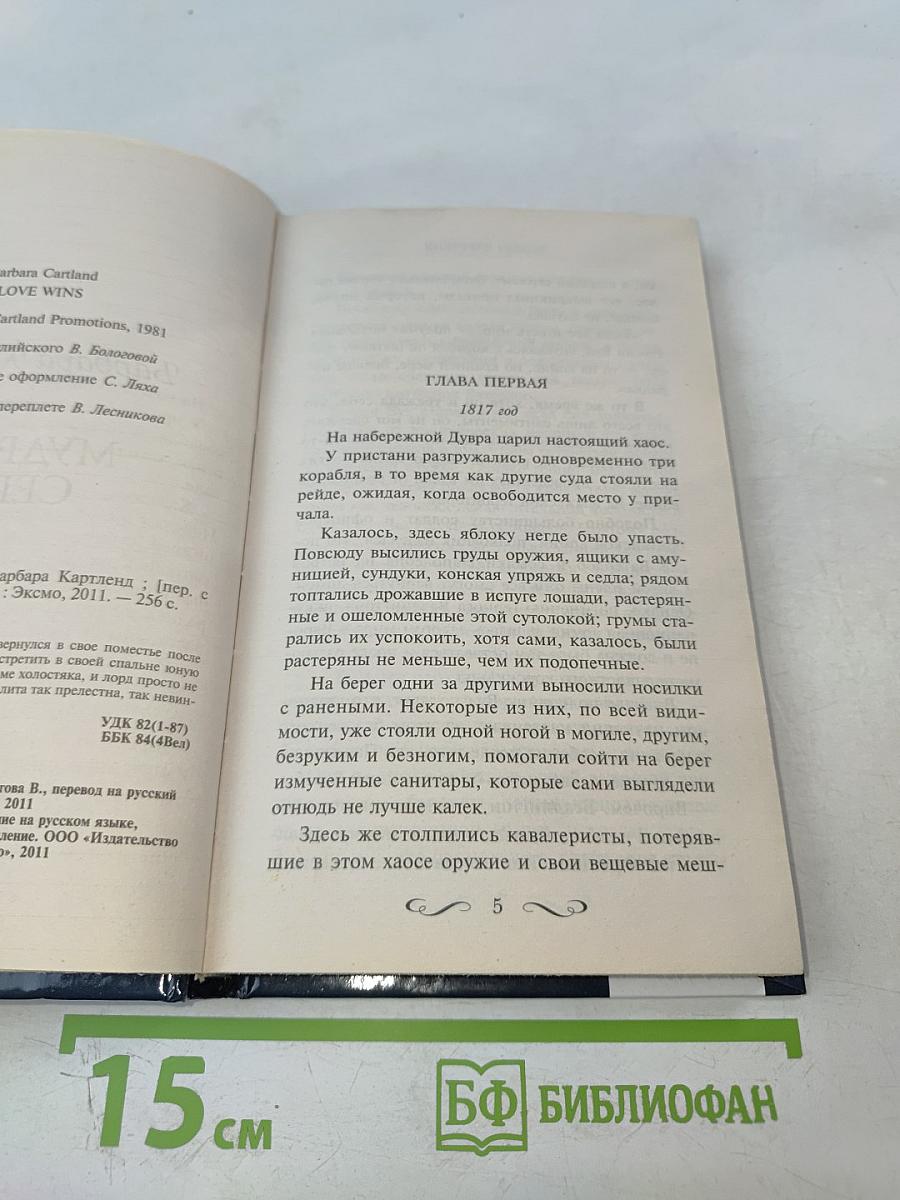 arbara Cartland
LOVE WINS
Cartland Promotions, 1981
лийского В. Бологовой
е оформление С. Ляха
переплете В. Лесникова
арбара Картленд ; [пер. с
: Эксмо, 2011. — 256 с.
вернулся в свое поместье после
стретить в своей спальне юную
ме холостяка, и лорд просто не
лита так прелестна, так невин-
УДК 82(1-87)
ББК 84(4Вел)
гова В., перевод на русский
2011
ние на русском языке,
ление. ООО «Издательство
о», 2011
ГЛАВА ПЕРВАЯ
1817 год
На набережной Дувра царил настоящий хаос.
У пристани разгружались одновременно три
корабля, в то время как другие суда стояли на
рейде, ожидая, когда освободится место у при-
чала.
Казалось, здесь яблоку негде было упасть.
Повсюду высились груды оружия, ящики с аму-
ницией, сундуки, конская упряжь и седла; рядом
топтались дрожавшие в испуге лошади, растерян-
ные и ошеломленные этой сутолокой; грумы ста-
рались их успокоить, хотя сами, казалось, были
растеряны не меньше, чем их подопечные.
На берег одни за другими выносили носилки
с ранеными. Некоторые из них, по всей види-
мости, уже стояли одной ногой в могиле, другим,
безруким и безногим, помогали сойти на берег
измученные санитары, которые сами выглядели
отнюдь не лучше калек.
Здесь же столпились кавалеристы, потеряв-
шие в этом хаосе оружие и свои вещевые меш-
5
15 см
БФ БИБЛИОФАН